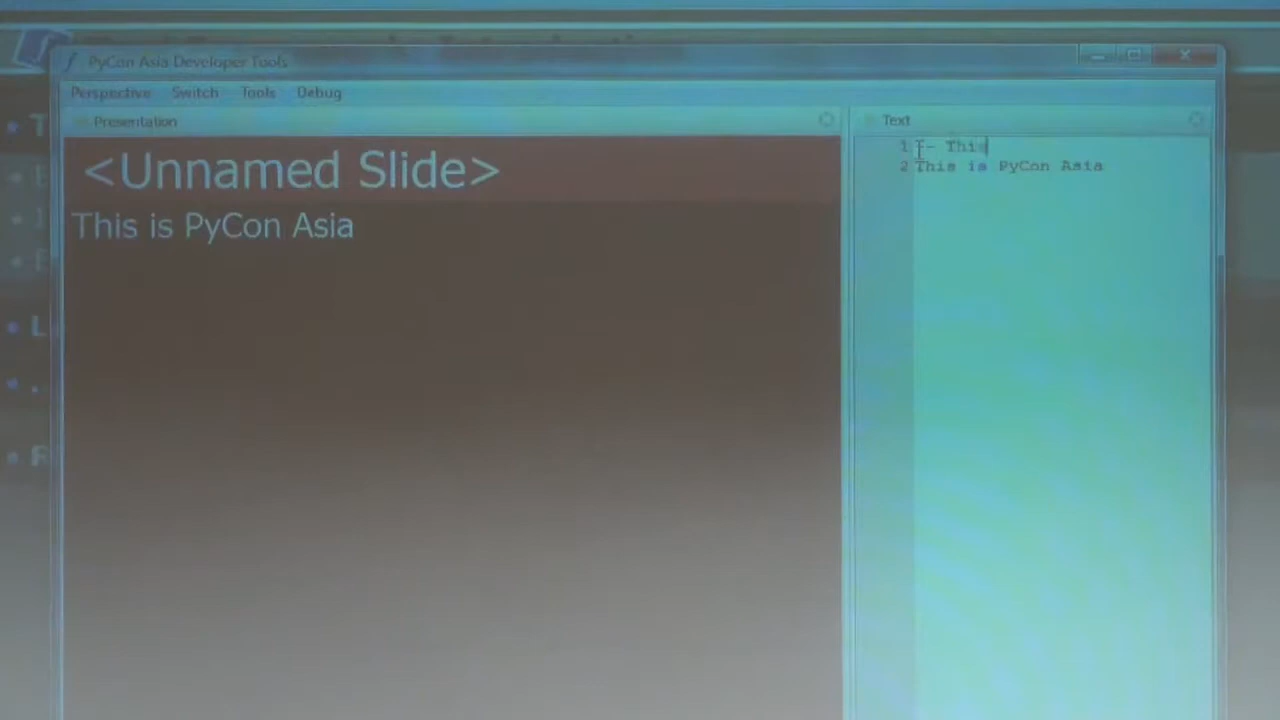 PyCon Asia Developer Tools
Perspective Switch Tools Debug
Presentation
<Unnamed Slide>
This is PyCon Asia
Text
1 -- This
2 This is PyCon Asia
T
L
R